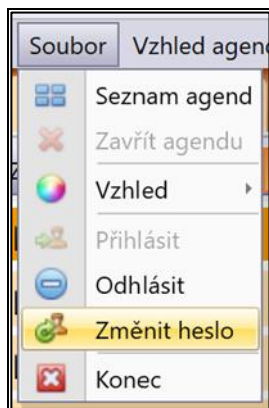 Soubor Vzhled agen
Seznam agend
Zavřít agendu
Vzhled
Přihlásit
Odhlásit
Změnit heslo
Konec